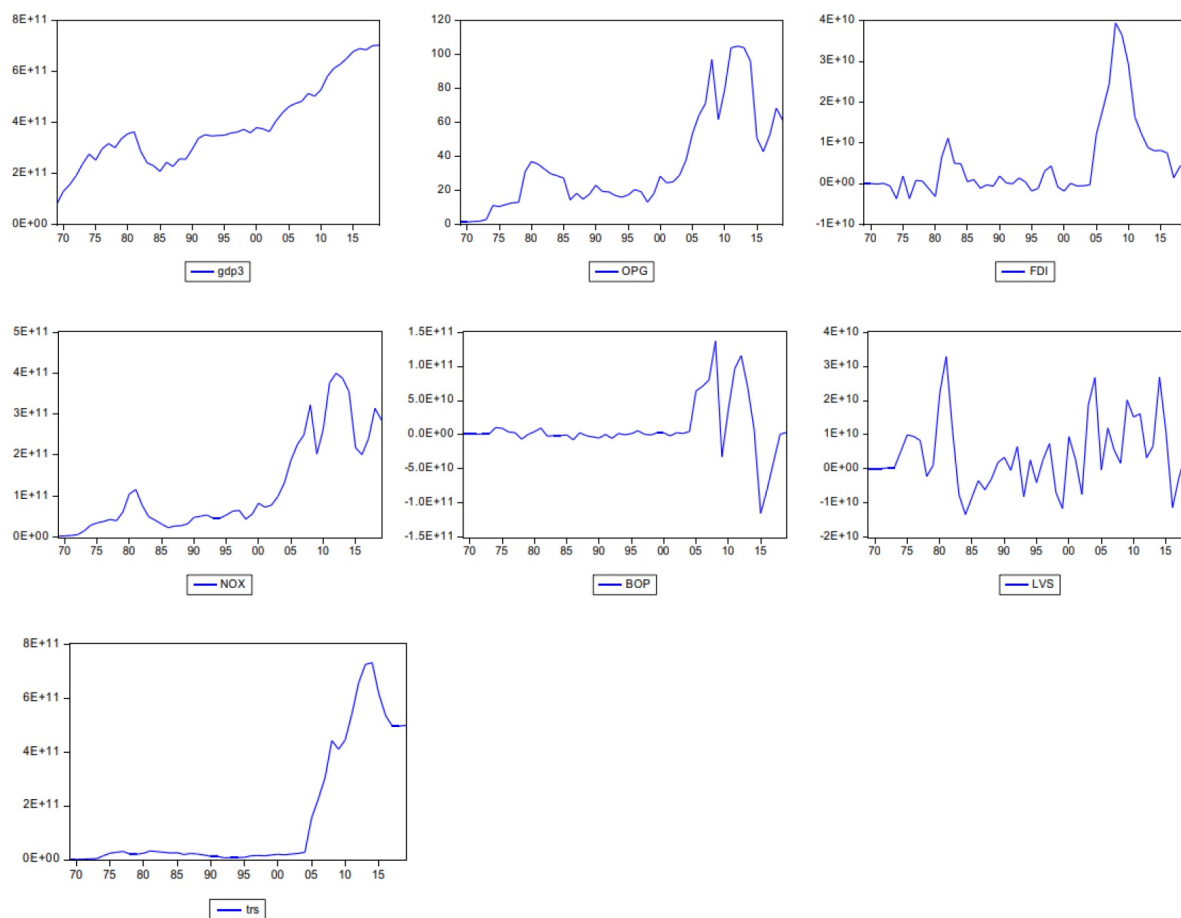 8E+11
6E+11
4E+11
2E+11
0E+00
70 75 80 85 90 95 00 05 10 15
gdp3
120
100
80
60
40
20
0
70 75 80 85 90 95 00 05 10 15
OPG
4E+10
3E+10
2E+10
1E+10
0E+00
-1E+10
70 75 80 85 90 95 00 05 10 15
FDI
5E+11
4E+11
3E+11
2E+11
1E+11
0E+00
70 75 80 85 90 95 00 05 10 15
NOX
1.5E+11
1.0E+11
5.0E+10
0.0E+00
-5.0E+10
-1.0E+11
-1.5E+11
70 75 80 85 90 95 00 05 10 15
BOP
4E+10
3E+10
2E+10
1E+10
0E+00
-1E+10
-2E+10
70 75 80 85 90 95 00 05 10 15
LVS
8E+11
6E+11
4E+11
2E+11
0E+00
70 75 80 85 90 95 00 05 10 15
trs